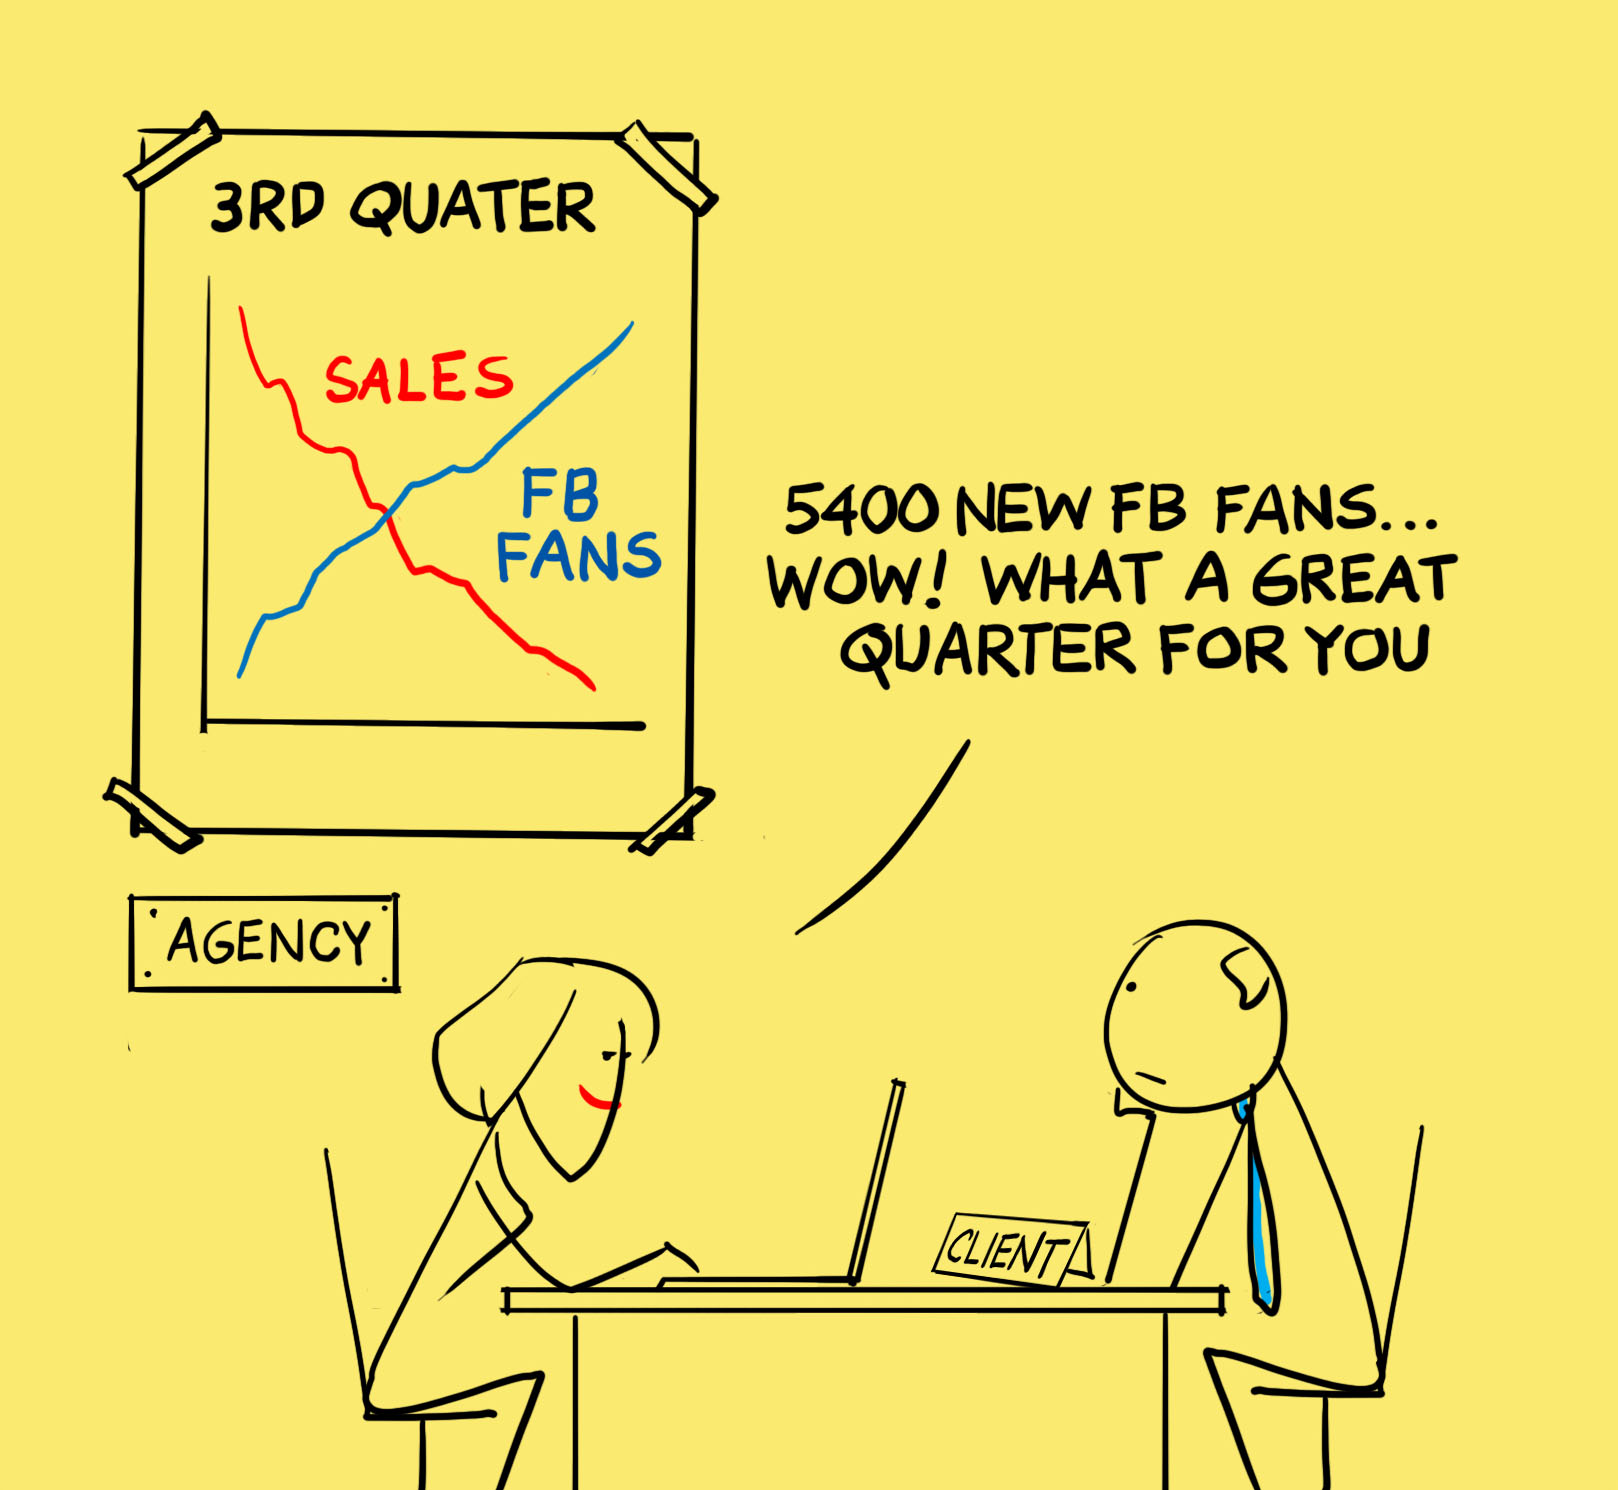 3RD QUATER
SALES
FB
FANS
5400 NEW FB FANS...
WOW! WHAT A GREAT
QUARTER FOR YOU
AGENCY
CLIENT